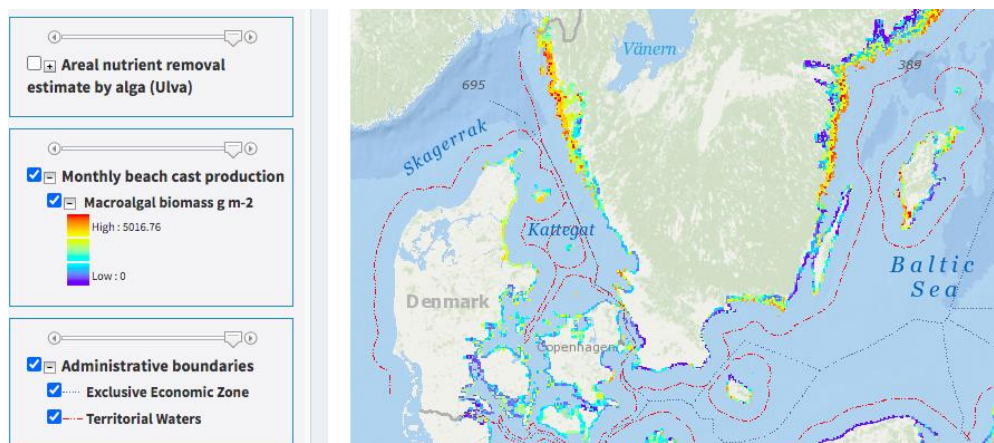 Areal nutrient removal
estimate by alga (Ulva)
Monthly beach cast production
Macroalgal biomass g m-2
High : 5016.76
Low : 0
Administrative boundaries
Exclusive Economic Zone
Territorial Waters
Vänern
389
695
Skagerrak
Kattegat
Baltic
Sea
Denmark
Copenhagen